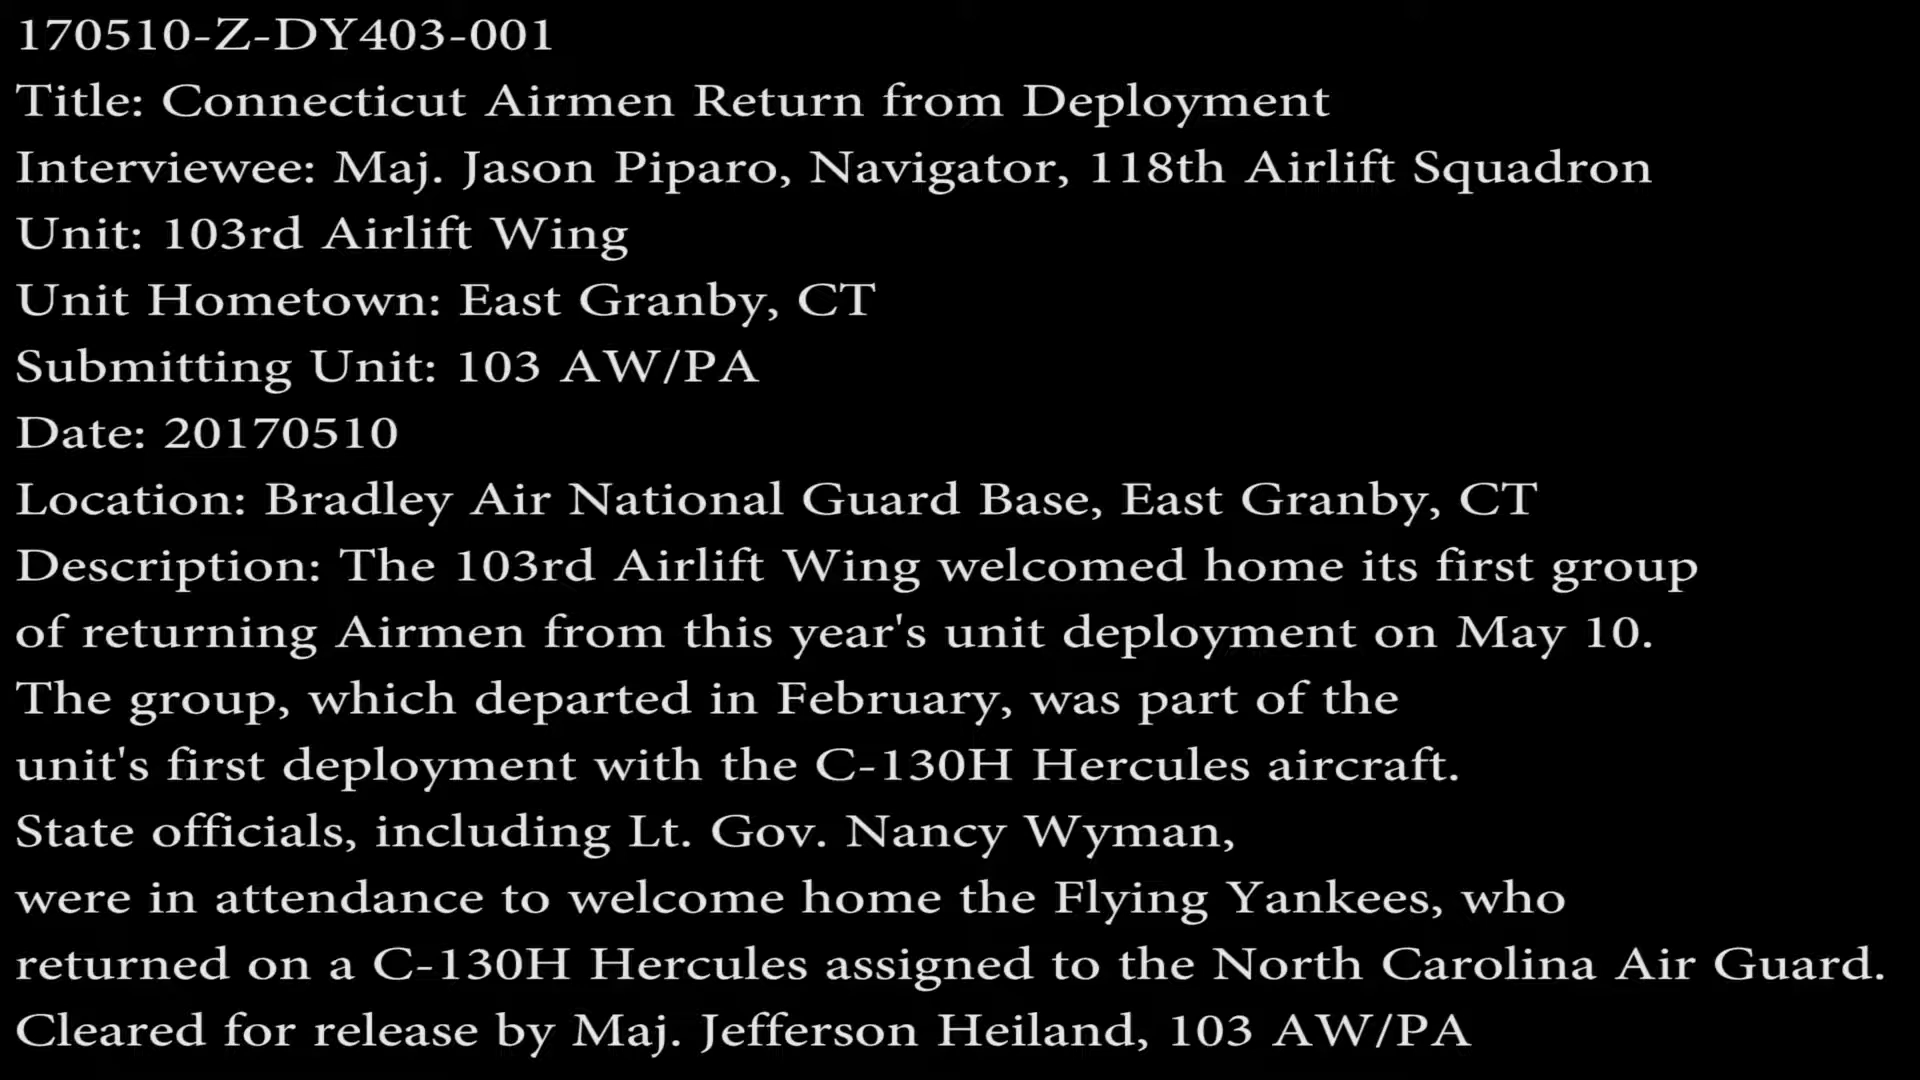 170510-Z-DY403-001
Title: Connecticut Airmen Return from Deployment
Interviewee: Maj. Jason Piparo, Navigator, 118th Airlift Squadron
Unit: 103rd Airlift Wing
Unit Hometown: East Granby, CT
Submitting Unit: 103 AW/PA
Date: 20170510
Location: Bradley Air National Guard Base, East Granby, CT
Description: The 103rd Airlift Wing welcomed home its first group
of returning Airmen from this year's unit deployment on May 10.
The group, which departed in February, was part of the
unit's first deployment with the C-130H Hercules aircraft.
State officials, including Lt. Gov. Nancy Wyman,
were in attendance to welcome home the Flying Yankees, who
returned on a C-130H Hercules assigned to the North Carolina Air Guard.
Cleared for release by Maj. Jefferson Heiland, 103 AW/PA